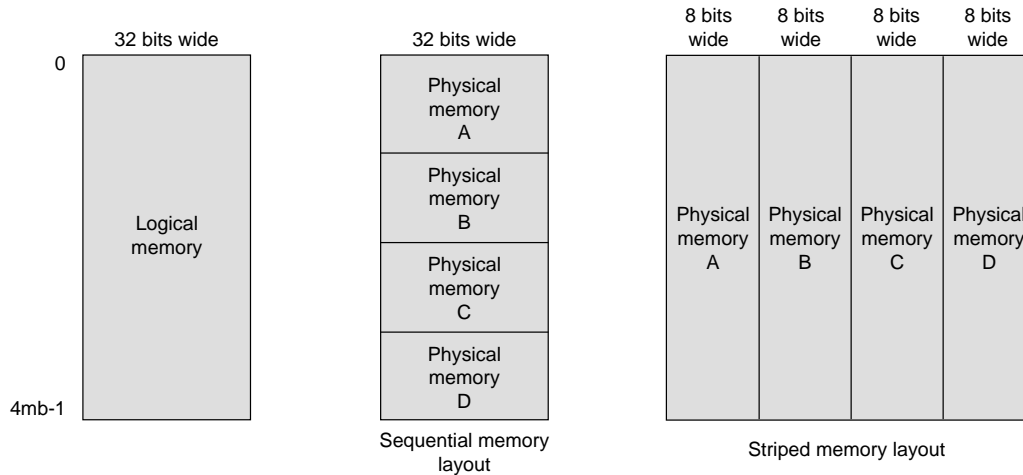 32 bits wide
0
Logical
memory
4mb-1
32 bits wide
Physical
memory
A
Physical
memory
B
Physical
memory
C
Physical
memory
D
Sequential memory
layout
8 bits
wide
8 bits
wide
8 bits
wide
8 bits
wide
Physical
memory
A
Physical
memory
B
Physical
memory
C
Physical
memory
D
Striped memory layout